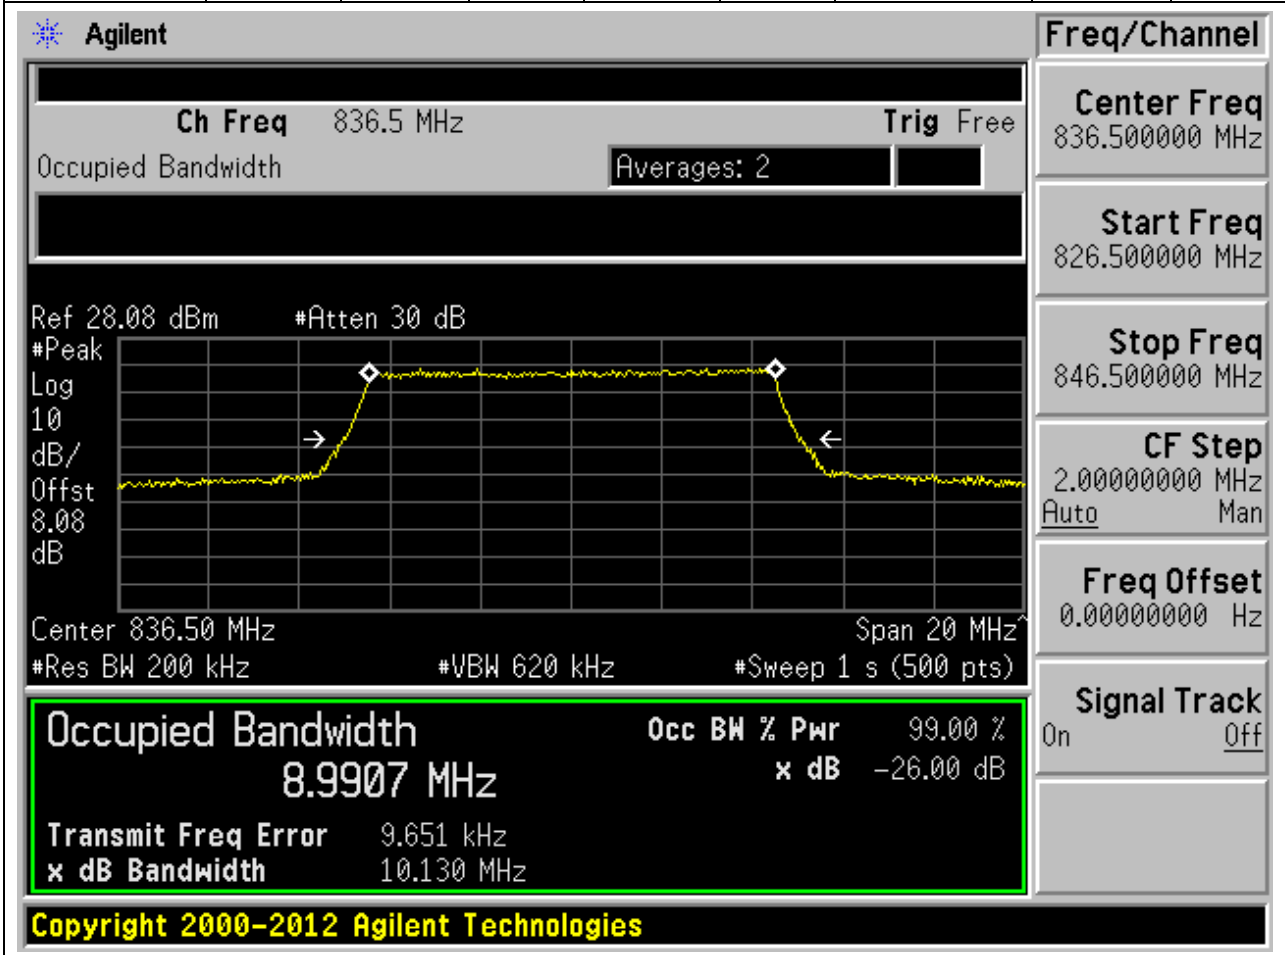 Agilent
Freq/Channel
Ch Freq 836.5 MHz Trig Free
Occupied Bandwidth Averages: 2
Center Freq
836.500000 MHz
Start Freq
826.500000 MHz
Stop Freq
846.500000 MHz
CF Step
2.00000000 MHz
Auto Man
Freq Offset
0.00000000 Hz
Signal Track
On Off
Ref 28.08 dBm #Atten 30 dB
#Peak
Log
10
dB/
Offst
8.08
dB
Center 836.50 MHz Span 20 MHz^
#Res BW 200 kHz #VBW 620 kHz #Sweep 1 s (500 pts)
Occupied Bandwidth Occ BW % Pwr 99.00 %
8.9907 MHz x dB -26.00 dB
Transmit Freq Error 9.651 kHz
x dB Bandwidth 10.130 MHz
Copyright 2000-2012 Agilent Technologies